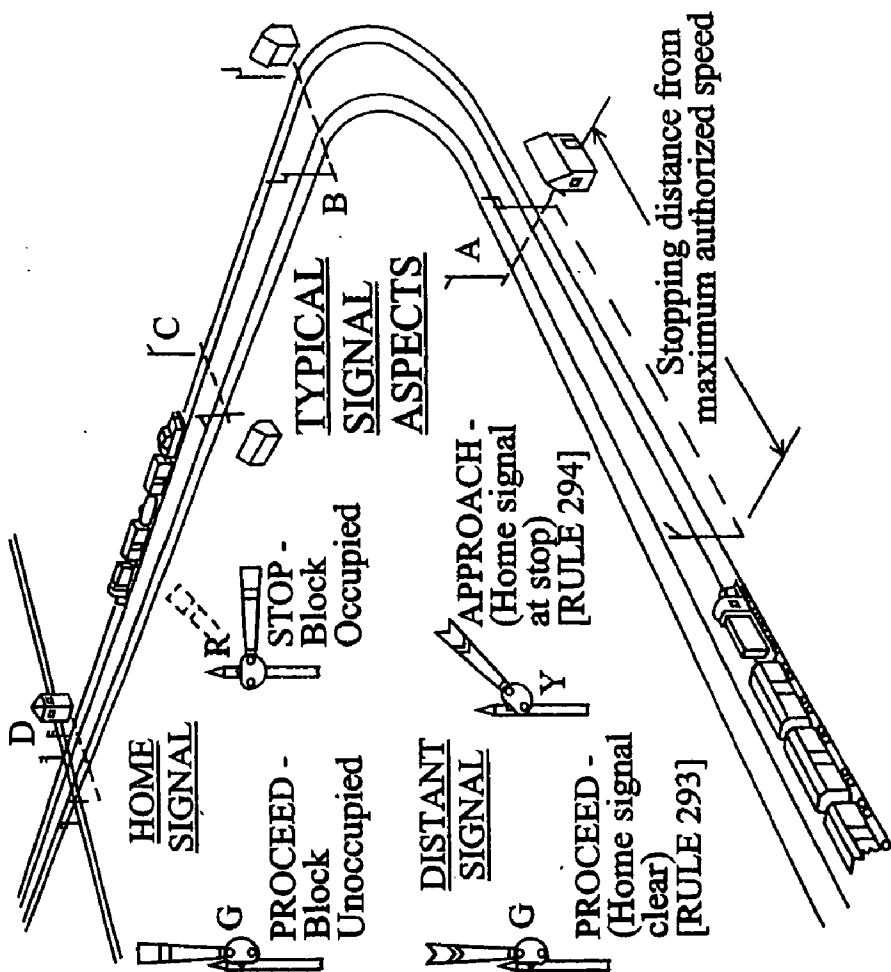 D
C
B
A
TYPICAL
SIGNAL
ASPECTS
HOME
SIGNAL
G
PROCEED -
Block
Unoccupied
R
STOP -
Block
Occupied
DISTANT
SIGNAL
G
PROCEED -
(Home signal
clear)
[RULE 293]
Y
APPROACH -
(Home signal
at stop)
[RULE 294]
Stopping distance from
maximum authorized speed